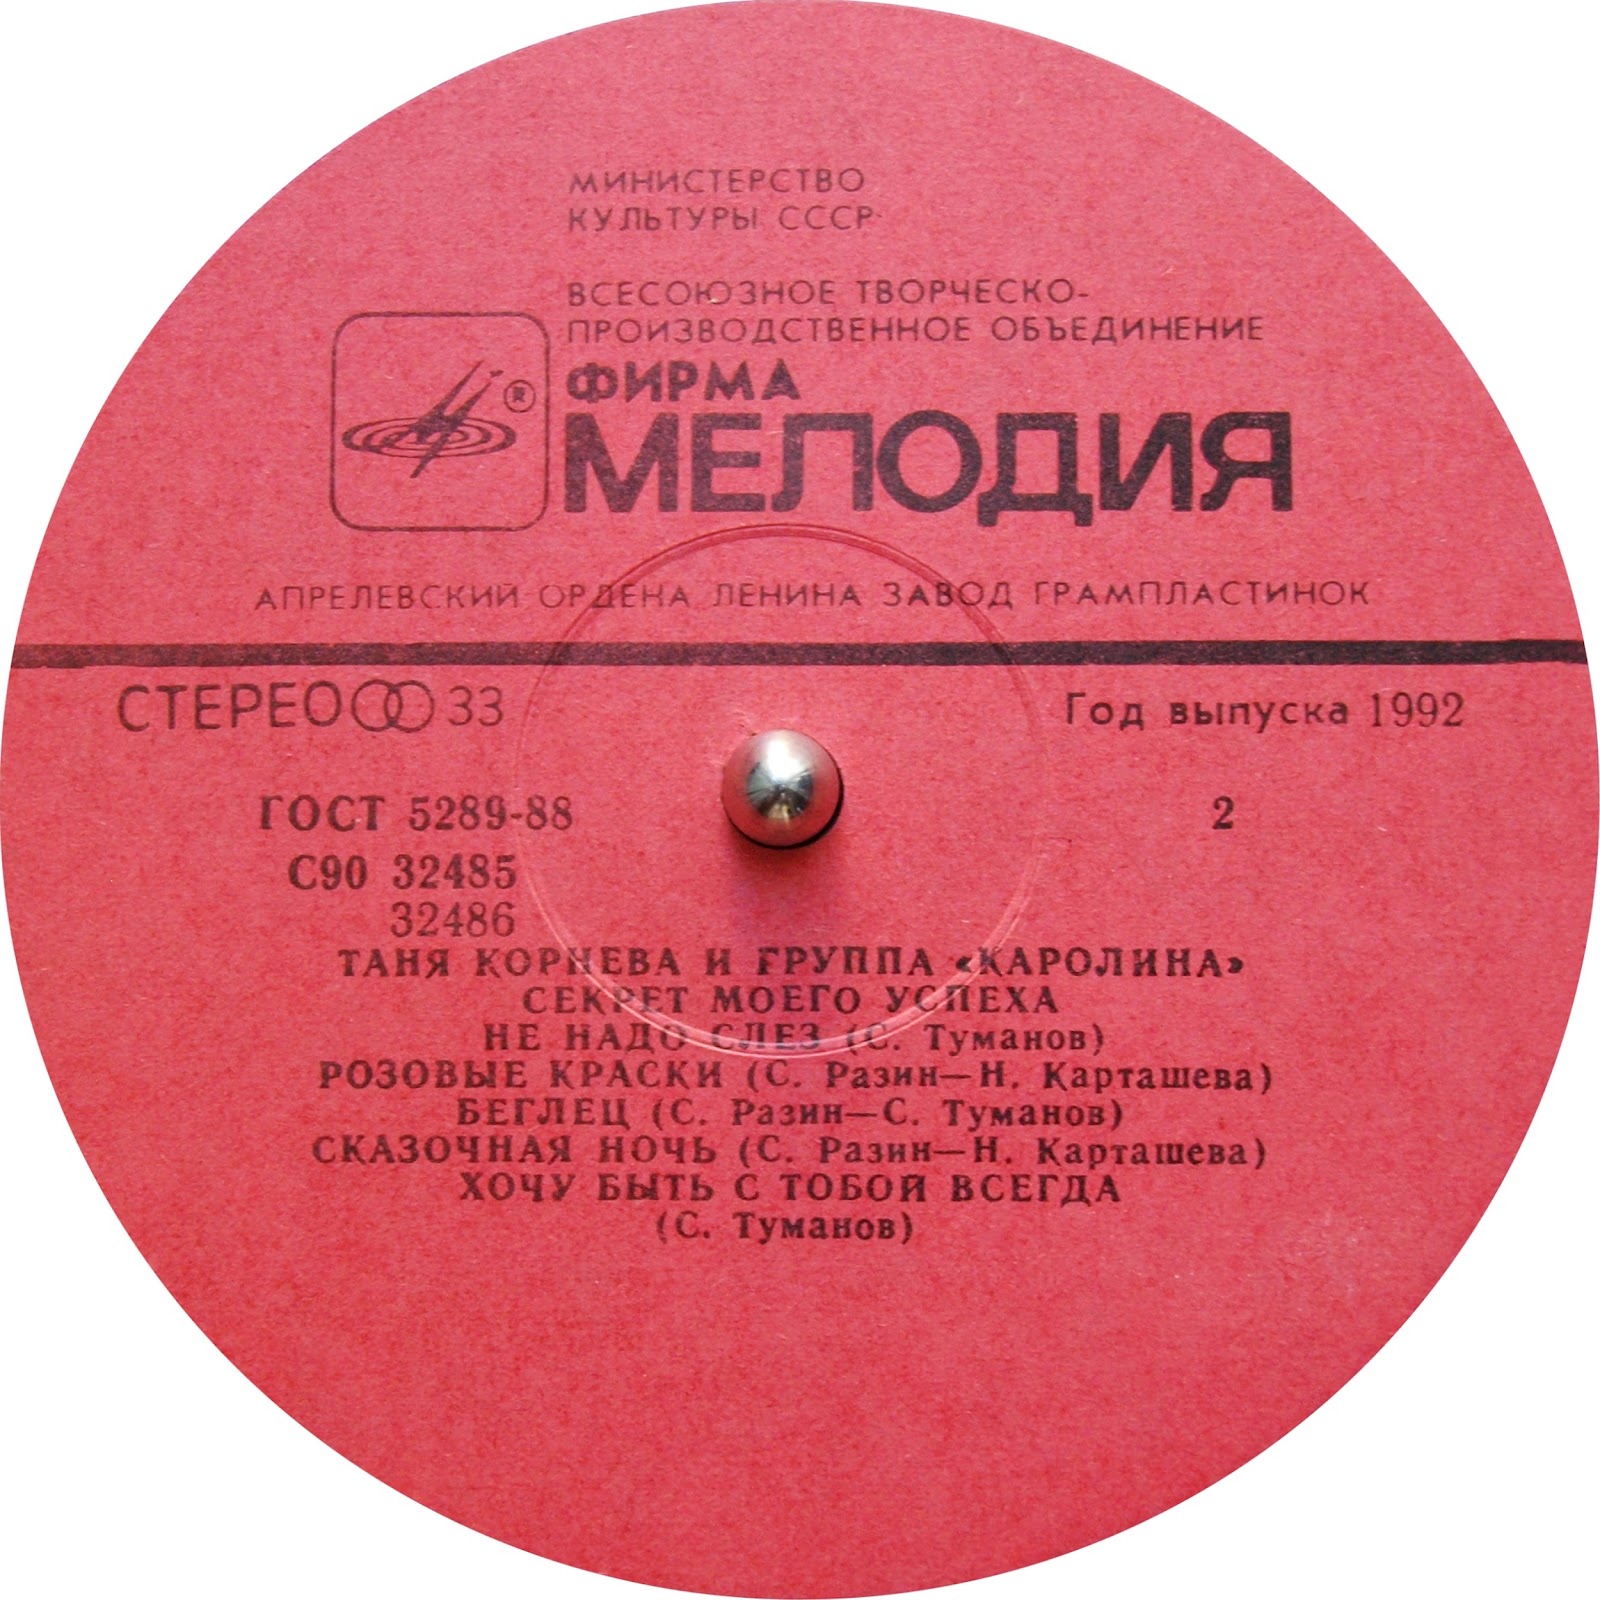 МИНИСТЕРСТВО
КУЛЬТУРЫ СССР
ВСЕСОЮЗНОЕ ТВОРЧЕСКО-
ПРОИЗВОДСТВЕННОЕ ОБЪЕДИНЕНИЕ
ФИРМА
®
МЕЛОДИЯ
АПРЕЛЕВСКИЙ ОРДЕНА ЛЕНИНА ЗАВОД ГРАМПЛАСТИНОК
СТЕРЕО 33
Год выпуска 1992
ГОСТ 5289-88
2
С90 32485
32486
ТАНЯ КОРНЕВА И ГРУППА «КАРОЛИНА»
СЕКРЕТ МОЕГО УСПЕХА
НЕ НАДО СЛЕЗ (С. Туманов)
РОЗОВЫЕ КРАСКИ (С. Разин—Н. Карташева)
БЕГЛЕЦ (С. Разин—С. Туманов)
СКАЗОЧНАЯ НОЧЬ (С. Разин—Н. Карташева)
ХОЧУ БЫТЬ С ТОБОЙ ВСЕГДА
(С. Туманов)